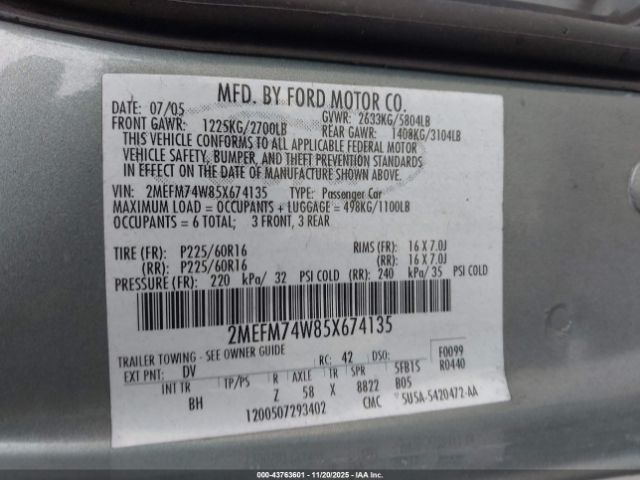 MFD. BY FORD MOTOR CO.
DATE: 07/05 GVWR: 2633KG/5804LB
FRONT GAWR: 1225KG/2700LB REAR GAWR: 1408KG/3104LB
THIS VEHICLE CONFORMS TO ALL APPLICABLE FEDERAL MOTOR
VEHICLE SAFETY, BUMPER, AND THEFT PREVENTION STANDARDS
IN EFFECT ON THE DATE OF MANUFACTURE SHOWN ABOVE.
VIN: 2MEFM74W85X674135 TYPE: Passenger Car
MAXIMUM LOAD = OCCUPANTS + LUGGAGE = 498KG/1100LB
OCCUPANTS = 6 TOTAL: 3 FRONT, 3 REAR
TIRE (FR): P225/60R16 RIMS (FR): 16 X 7.0J
(RR): P225/60R16 (RR): 16 X 7.0J
PRESSURE (FR): 220 kPa/ 32 PSI COLD (RR): 240 kPa/ 35 PSI COLD
2MEFM74W85X674135
TRAILER TOWING - SEE OWNER GUIDE RC: 42 DSO: F0099
EXT PNT: DV R0440
INT TR TP/PS R AXLE TR SPR 5FB15
BH Z 58 X 8822 B05
1200507293402 CMC 5U5A-5420472-AA
000-43763601 - 11/20/2025 - IAAI.com